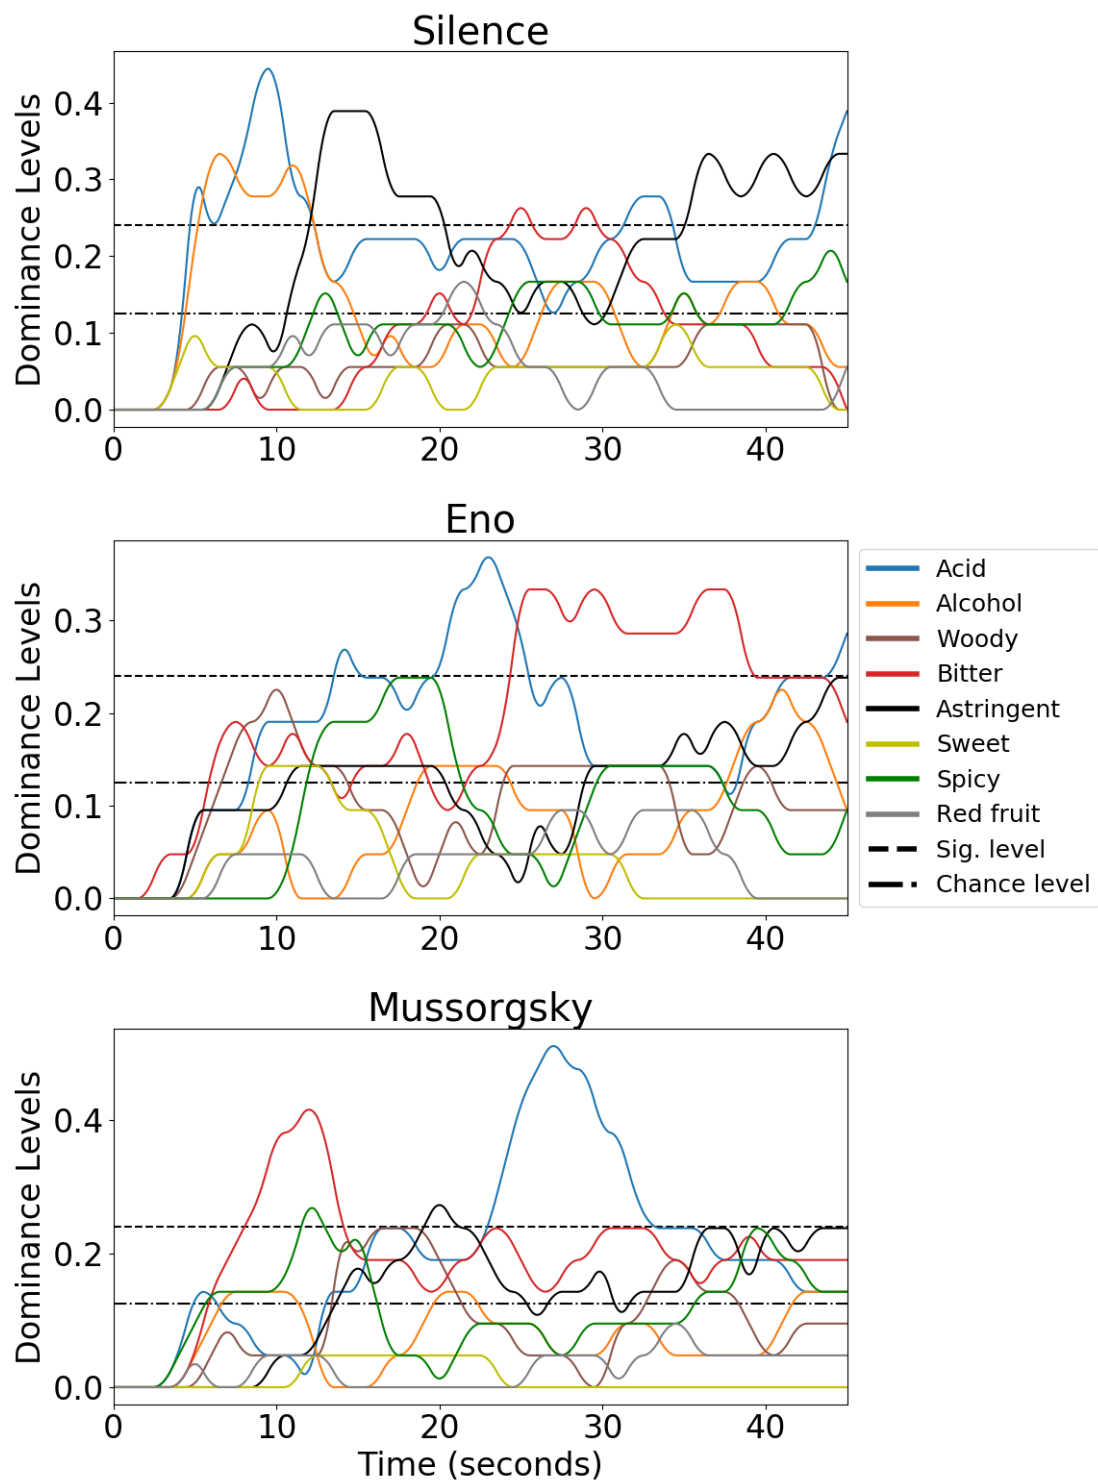 Silence
Dominance Levels
0.4
0.3
0.2
0.1
0.0
0 10 20 30 40
Eno
Dominance Levels
0.3
0.2
0.1
0.0
0 10 20 30 40
Acid
Alcohol
Woody
Bitter
Astringent
Sweet
Spicy
Red fruit
Sig. level
Chance level
Mussorgsky
Dominance Levels
0.4
0.2
0.0
0 10 20 30 40
Time (seconds)